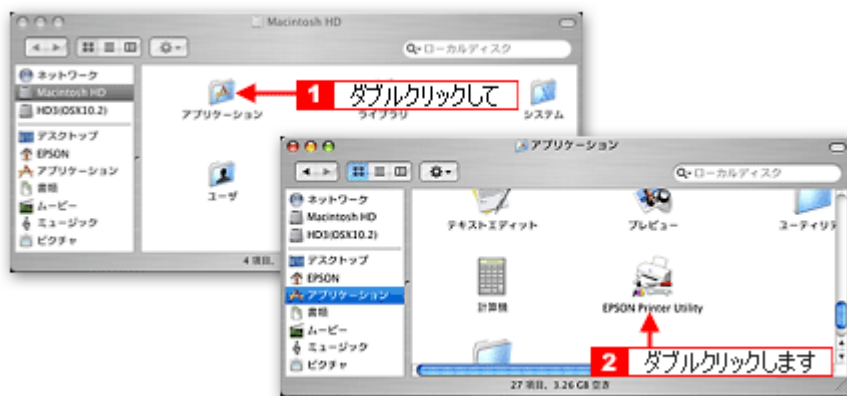 Macintosh HD
ローカルディスク
ネットワーク
Macintosh HD
HD3(OSX10.2)
デスクトップ
EPSON
アプリケーション
書類
ムービー
ミュージック
ピクチャ
アプリケーション
1 ダブルクリックして
ライブラリ
システム
ユーザ
4 項目、
アプリケーション
ローカルディスク
ネットワーク
Macintosh HD
HD3(OSX10.2)
デスクトップ
EPSON
アプリケーション
書類
ムービー
ミュージック
ピクチャ
テキストエディット
プレビュー
ユーティリテ
計算機
EPSON Printer Utility
2 ダブルクリックします
27 項目、3.26 GB 空き